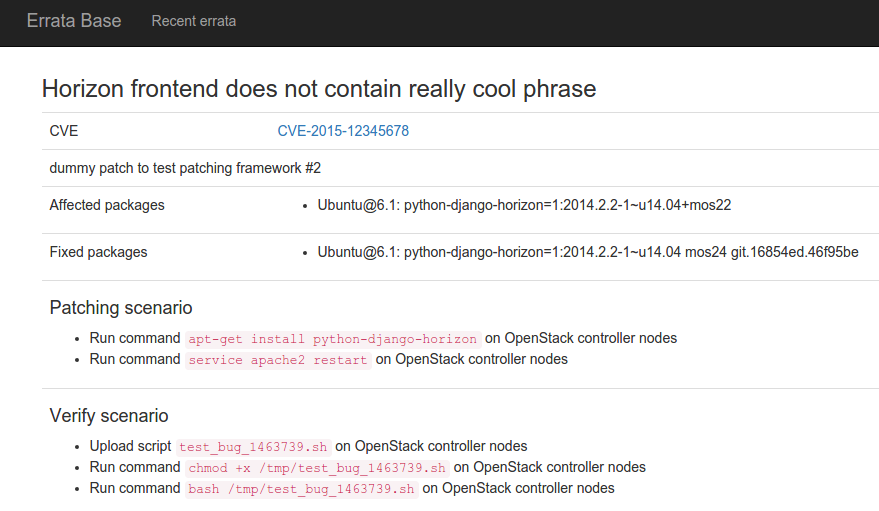 Errata Base Recent errata
Horizon frontend does not contain really cool phrase
CVE CVE-2015-12345678
dummy patch to test patching framework #2
Affected packages • Ubuntu@6.1: python-django-horizon=1:2014.2.2-1~u14.04+mos22
Fixed packages • Ubuntu@6.1: python-django-horizon=1:2014.2.2-1~u14.04 mos24 git.16854ed.46f95be
Patching scenario
• Run command apt-get install python-django-horizon on OpenStack controller nodes
• Run command service apache2 restart on OpenStack controller nodes
Verify scenario
• Upload script test_bug_1463739.sh on OpenStack controller nodes
• Run command chmod +x /tmp/test_bug_1463739.sh on OpenStack controller nodes
• Run command bash /tmp/test_bug_1463739.sh on OpenStack controller nodes